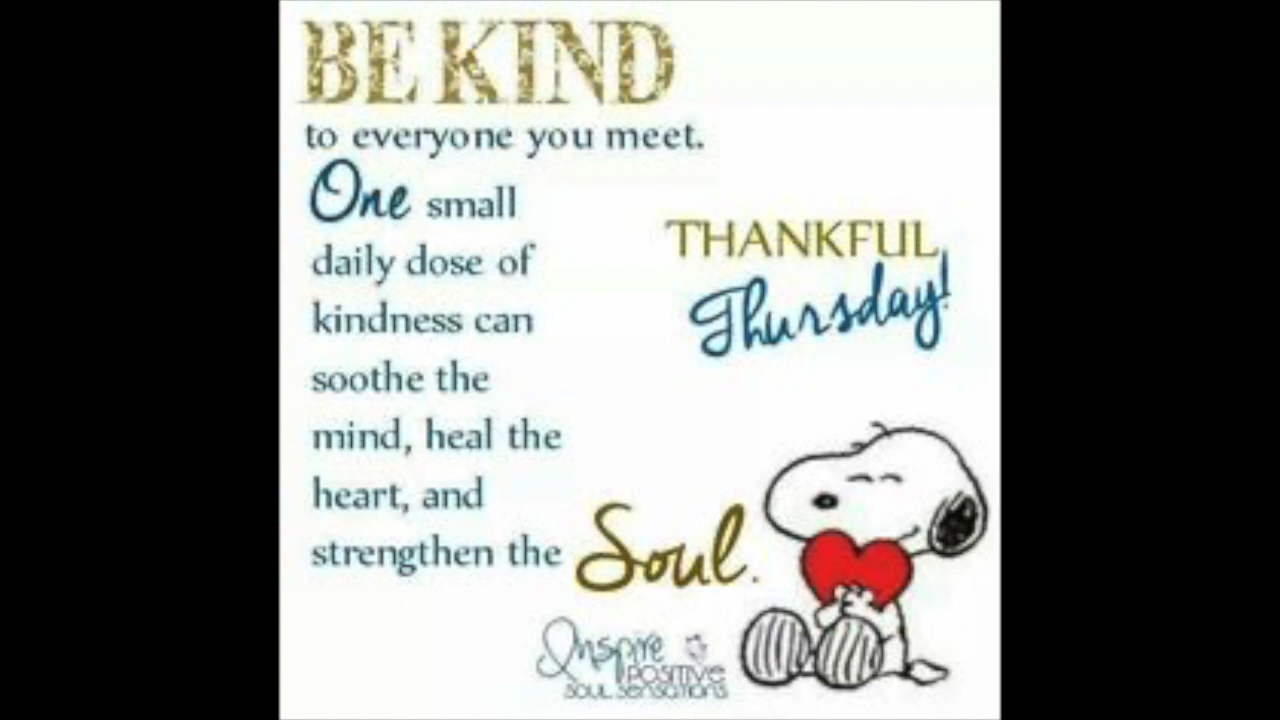 BE KIND
to everyone you meet.
One small
daily dose of
kindness can
soothe the
mind, heal the
heart, and
strengthen the Soul.
THANKFUL
Thursday!
Inspire
POSITIVE
SOUL SENSATIONS